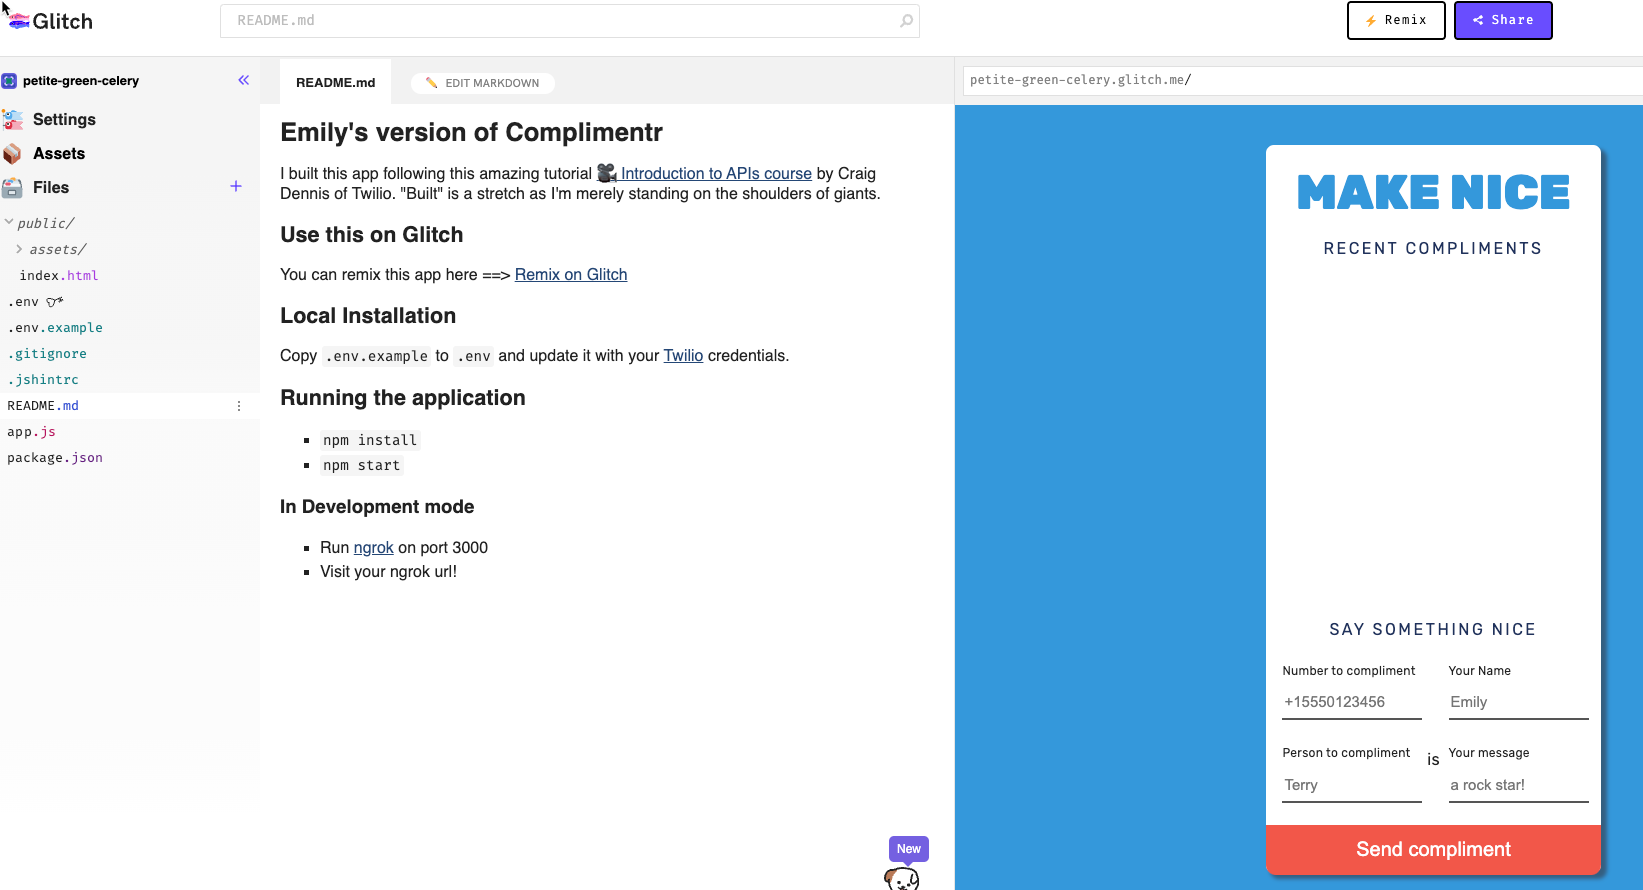 Glitch
README.md
Remix
Share
petite-green-celery
Settings
Assets
Files
public/
assets/
index.html
.env
.env.example
.gitignore
.jshintrc
README.md
app.js
package.json
README.md
EDIT MARKDOWN
Emily's version of Complimentr
I built this app following this amazing tutorial Introduction to APIs course by Craig
Dennis of Twilio. "Built" is a stretch as I'm merely standing on the shoulders of giants.
Use this on Glitch
You can remix this app here ==> Remix on Glitch
Local Installation
Copy .env.example to .env and update it with your Twilio credentials.
Running the application
npm install
npm start
In Development mode
Run ngrok on port 3000
Visit your ngrok url!
New
petite-green-celery.glitch.me/
MAKE NICE
RECENT COMPLIMENTS
SAY SOMETHING NICE
Number to compliment
Your Name
+15550123456
Emily
Person to compliment
is
Your message
Terry
a rock star!
Send compliment